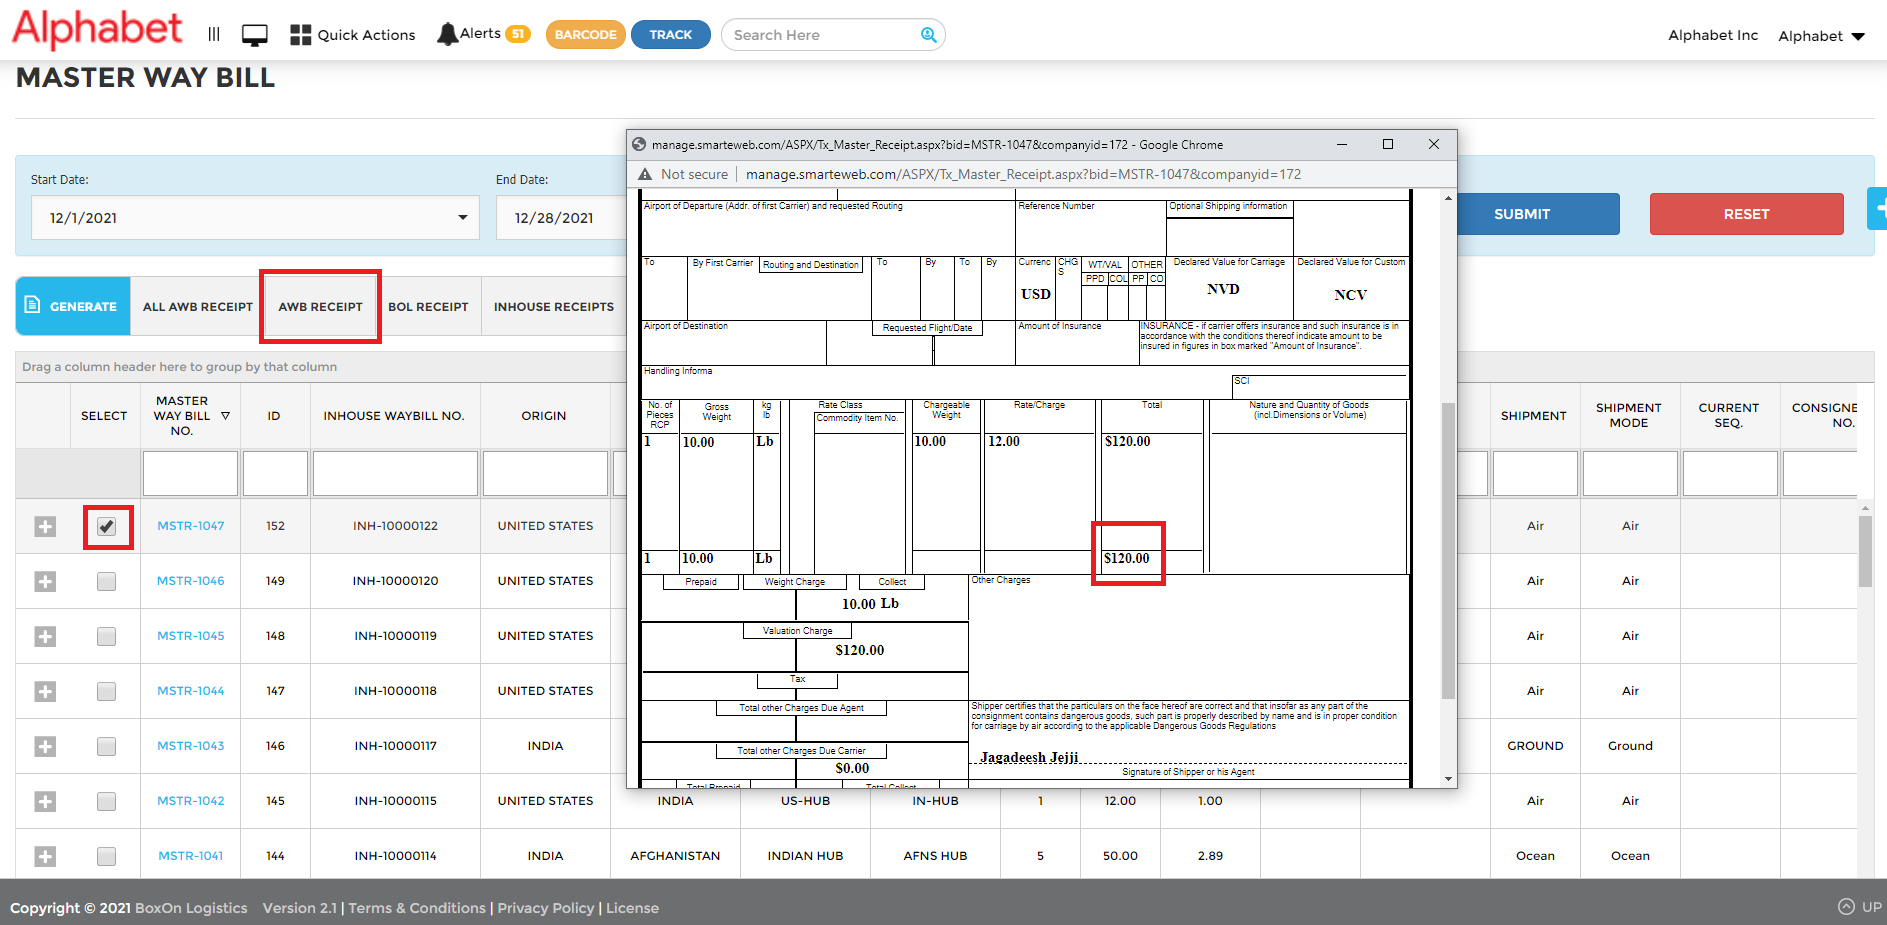 Alphabet
Quick Actions
Alerts 51
BARCODE
TRACK
Search Here
Alphabet Inc
Alphabet
MASTER WAY BILL
Start Date:
12/1/2021
End Date:
12/28/2021
SUBMIT
RESET
GENERATE
ALL AWB RECEIPT
AWB RECEIPT
BOL RECEIPT
INHOUSE RECEIPTS
Drag a column header here to group by that column
SELECT
MASTER
WAY BILL
NO.
ID
INHOUSE WAYBILL NO.
ORIGIN
SHIPMENT
SHIPMENT
MODE
CURRENT
SEQ.
CONSIGNE
NO.
MSTR-1047 152 INH-10000122 UNITED STATES Air Air
MSTR-1046 149 INH-10000120 UNITED STATES Air Air
MSTR-1045 148 INH-10000119 UNITED STATES Air Air
MSTR-1044 147 INH-10000118 UNITED STATES Air Air
MSTR-1043 146 INH-10000117 INDIA GROUND Ground
MSTR-1042 145 INH-10000115 UNITED STATES INDIA US-HUB IN-HUB 1 12.00 1.00 Air Air
MSTR-1041 144 INH-10000114 INDIA AFGHANISTAN INDIAN HUB AFNS HUB 5 50.00 2.89 Ocean Ocean
manage.smarteweb.com/ASPX/Tx_Master_Receipt.aspx?bid=MSTR-1047&companyid=172 - Google Chrome
Not secure | manage.smarteweb.com/ASPX/Tx_Master_Receipt.aspx?bid=MSTR-1047&companyid=172
Airport of Departure (Addr. of first Carrier) and requested Routing
Reference Number
Optional Shipping information
To
By First Carrier
Routing and Destination
To
By
To
By
Currenc
USD
CHG
S
WT/VAL
PPD COL
OTHER
PP CO
Declared Value for Carriage
NVD
Declared Value for Custom
NCV
Airport of Destination
Requested Flight/Date
Amount of Insurance
INSURANCE - if carrier offers insurance and such insurance is in
accordance with the conditions thereof indicate amount to be
insured in figures in box marked "Amount of Insurance".
Handling Informa
SCI
No. of
Pieces
RCP
Gross
Weight
kg
lb
Rate Class
Commodity Item No.
Chargeable
Weight
Rate/Charge
Total
Nature and Quantity of Goods
(incl.Dimensions or Volume)
1 10.00 Lb 10.00 12.00 $120.00
1 10.00 Lb $120.00
Prepaid
Weight Charge
Collect
Other Charges
10.00 Lb
Valuation Charge
$120.00
Tax
Total other Charges Due Agent
Shipper certifies that the particulars on the face hereof are correct and that insofar as any part of the
consignment contains dangerous goods, such part is properly described by name and is in proper condition
for carriage by air according to the applicable Dangerous Goods Regulations
Total other Charges Due Carrier
$0.00
Jagadeesh Jejji
Signature of Shipper or his Agent
Total Prepaid
Total Collect
Copyright © 2021 BoxOn Logistics Version 2.1 | Terms & Conditions | Privacy Policy | License
UP